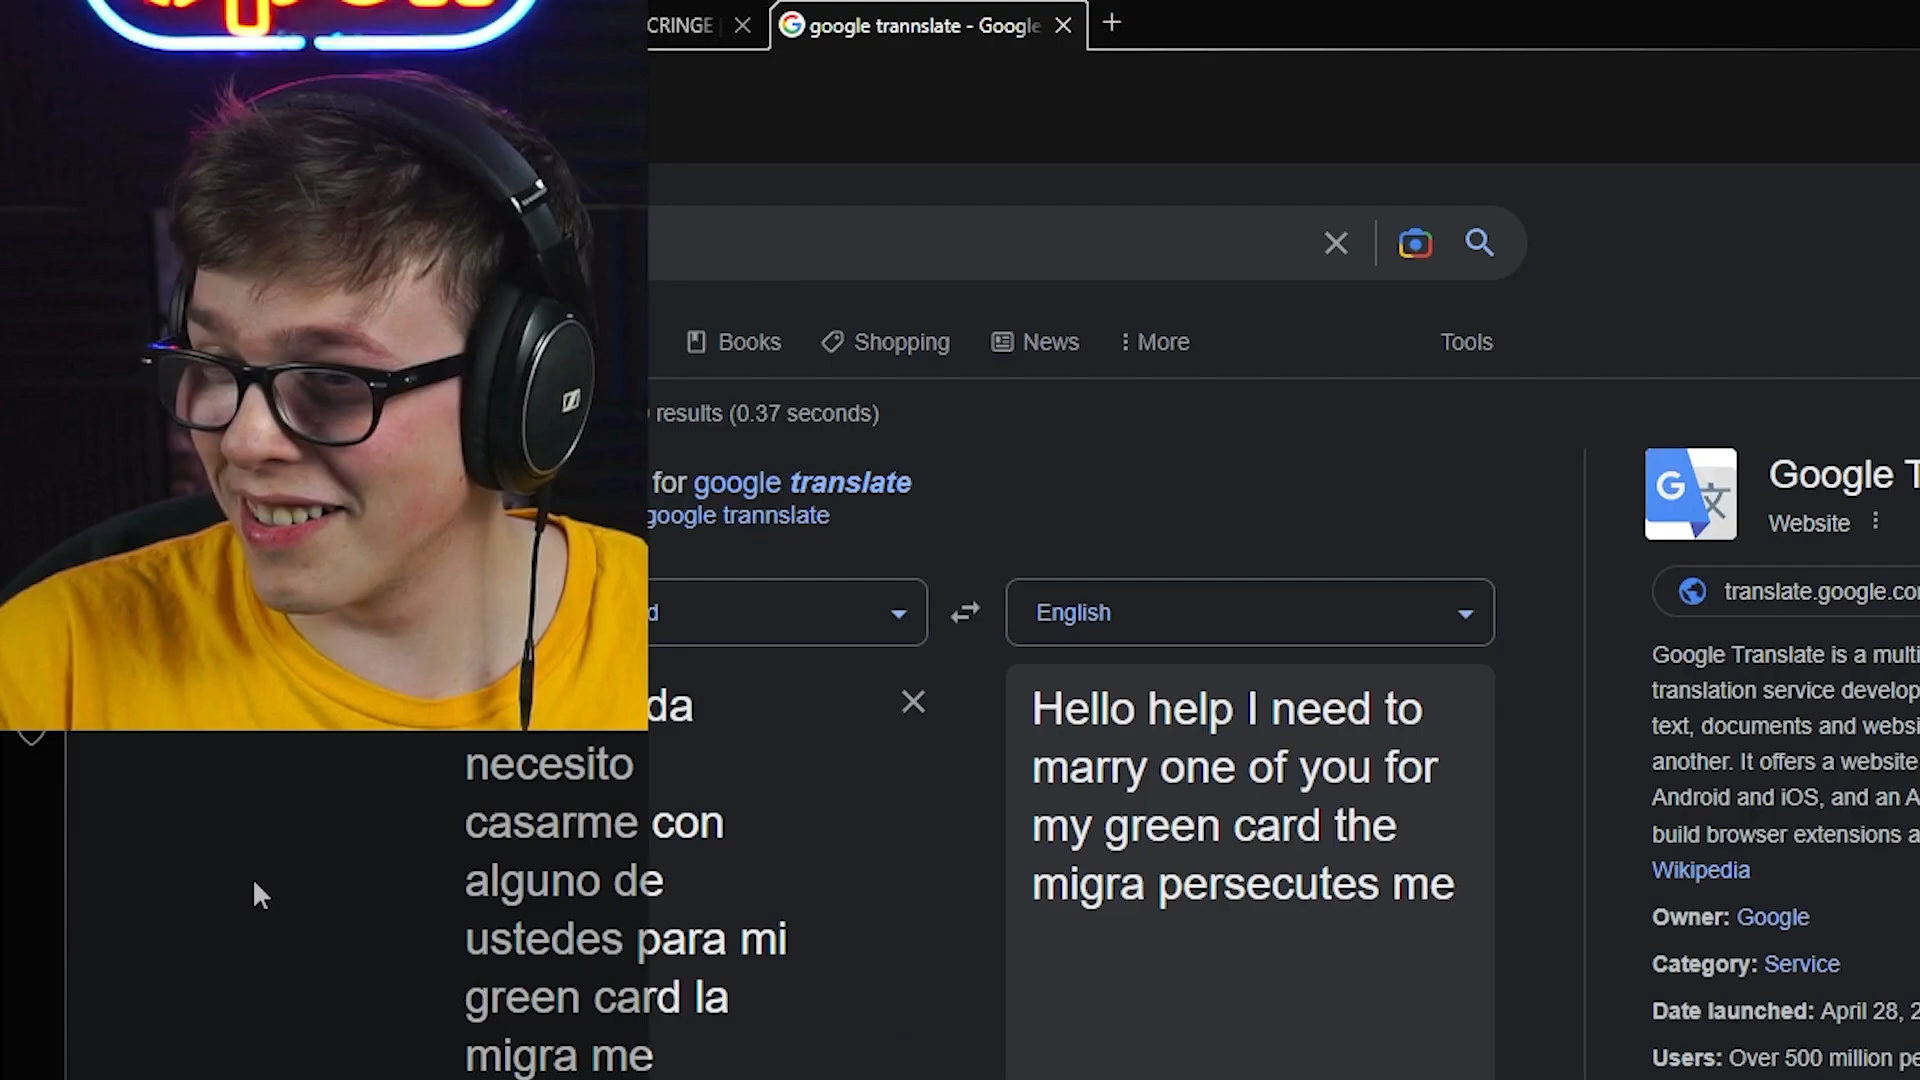 CRINGE
google trannslate - Google
Books
Shopping
News
More
Tools
results (0.37 seconds)
for google translate
google trannslate
English
da
necesito
casarme con
alguno de
ustedes para mi
green card la
migra me
Hello help I need to
marry one of you for
my green card the
migra persecutes me
Google T
Website
translate.google.co
Google Translate is a multi
translation service develop
text, documents and websi
another. It offers a website
Android and iOS, and an A
build browser extensions a
Wikipedia
Owner: Google
Category: Service
Date launched: April 28, 2
Users: Over 500 million pe